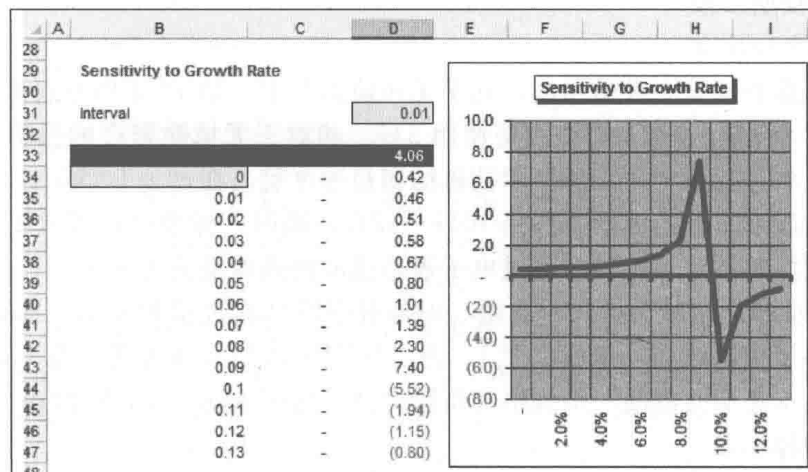 A B C D E F G H I
28
29 Sensitivity to Growth Rate
30
31 Interval 0.01
32
33 4.06
34 0 0.42
35 0.01 - 0.46
36 0.02 - 0.51
37 0.03 - 0.58
38 0.04 - 0.67
39 0.05 - 0.80
40 0.06 - 1.01
41 0.07 - 1.39
42 0.08 - 2.30
43 0.09 - 7.40
44 0.1 - (5.52)
45 0.11 - (1.94)
46 0.12 - (1.15)
47 0.13 - (0.80)
Sensitivity to Growth Rate
10.0
8.0
6.0
4.0
2.0
-
(2.0)
(4.0)
(6.0)
(8.0)
- 2.0% 4.0% 6.0% 8.0% 10.0% 12.0%